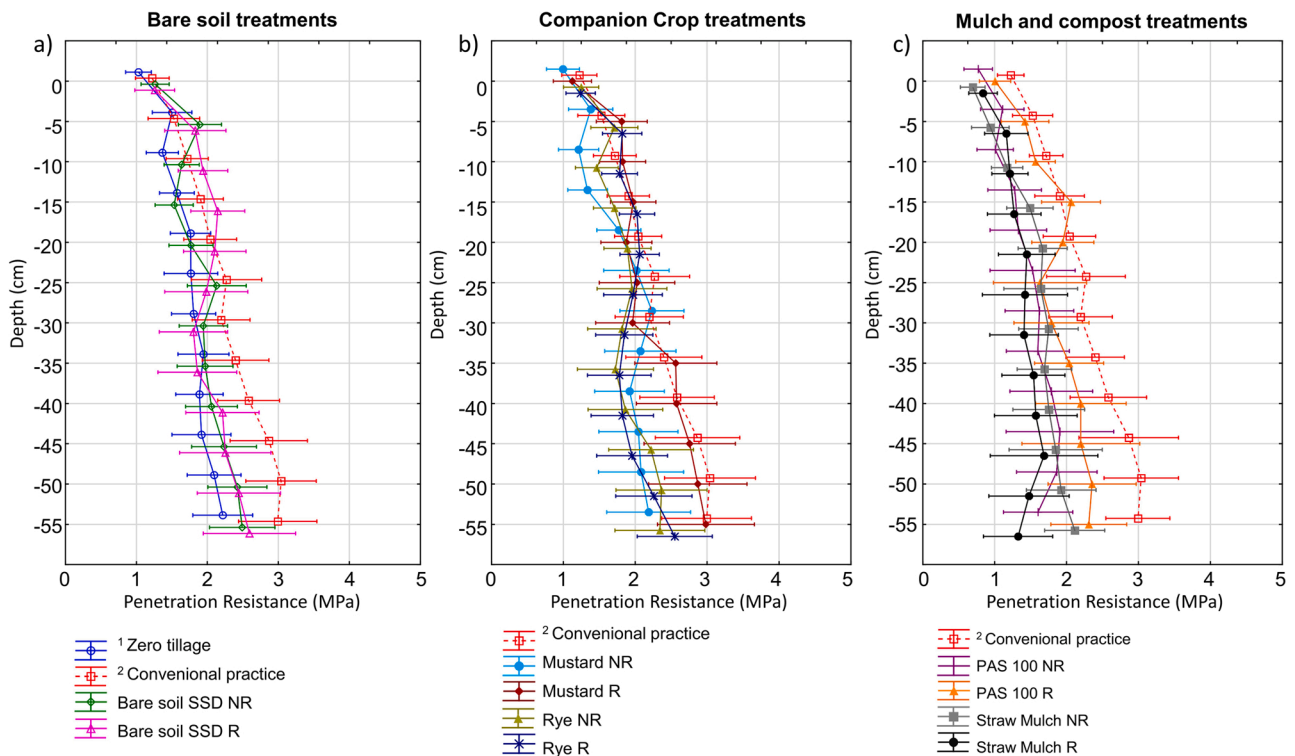 Bare soil treatments
Companion Crop treatments
Mulch and compost treatments
a)
b)
c)
0
-5
-10
-15
-20
-25
-30
-35
-40
-45
-50
-55
Depth (cm)
0 1 2 3 4 5
Penetration Resistance (MPa)
0
-5
-10
-15
-20
-25
-30
-35
-40
-45
-50
-55
Depth (cm)
0 1 2 3 4 5
Penetration Resistance (MPa)
0
-5
-10
-15
-20
-25
-30
-35
-40
-45
-50
-55
Depth (cm)
0 1 2 3 4 5
Penetration Resistance (MPa)
¹ Zero tillage
² Convenional practice
Bare soil SSD NR
Bare soil SSD R
² Convenional practice
Mustard NR
Mustard R
Rye NR
Rye R
² Convenional practice
PAS 100 NR
PAS 100 R
Straw Mulch NR
Straw Mulch R